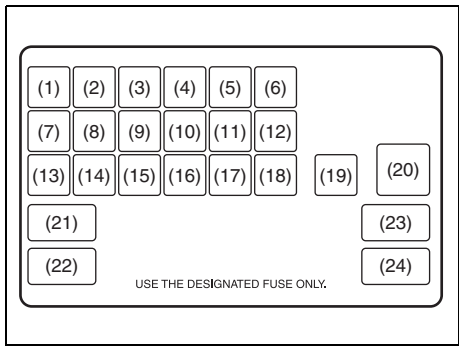 (1) (2) (3) (4) (5) (6)
(7) (8) (9) (10) (11) (12)
(13) (14) (15) (16) (17) (18) (19) (20)
(21) (23)
(22) (24)
USE THE DESIGNATED FUSE ONLY.